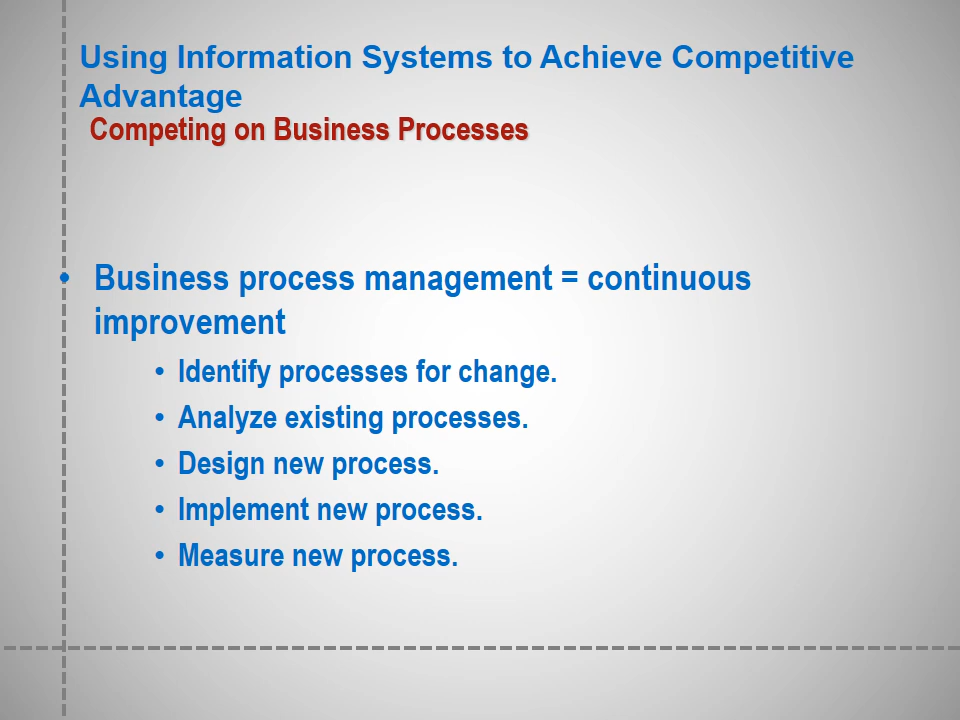 Using Information Systems to Achieve Competitive
Advantage
Competing on Business Processes
• Business process management = continuous
improvement
• Identify processes for change.
• Analyze existing processes.
• Design new process.
• Implement new process.
• Measure new process.